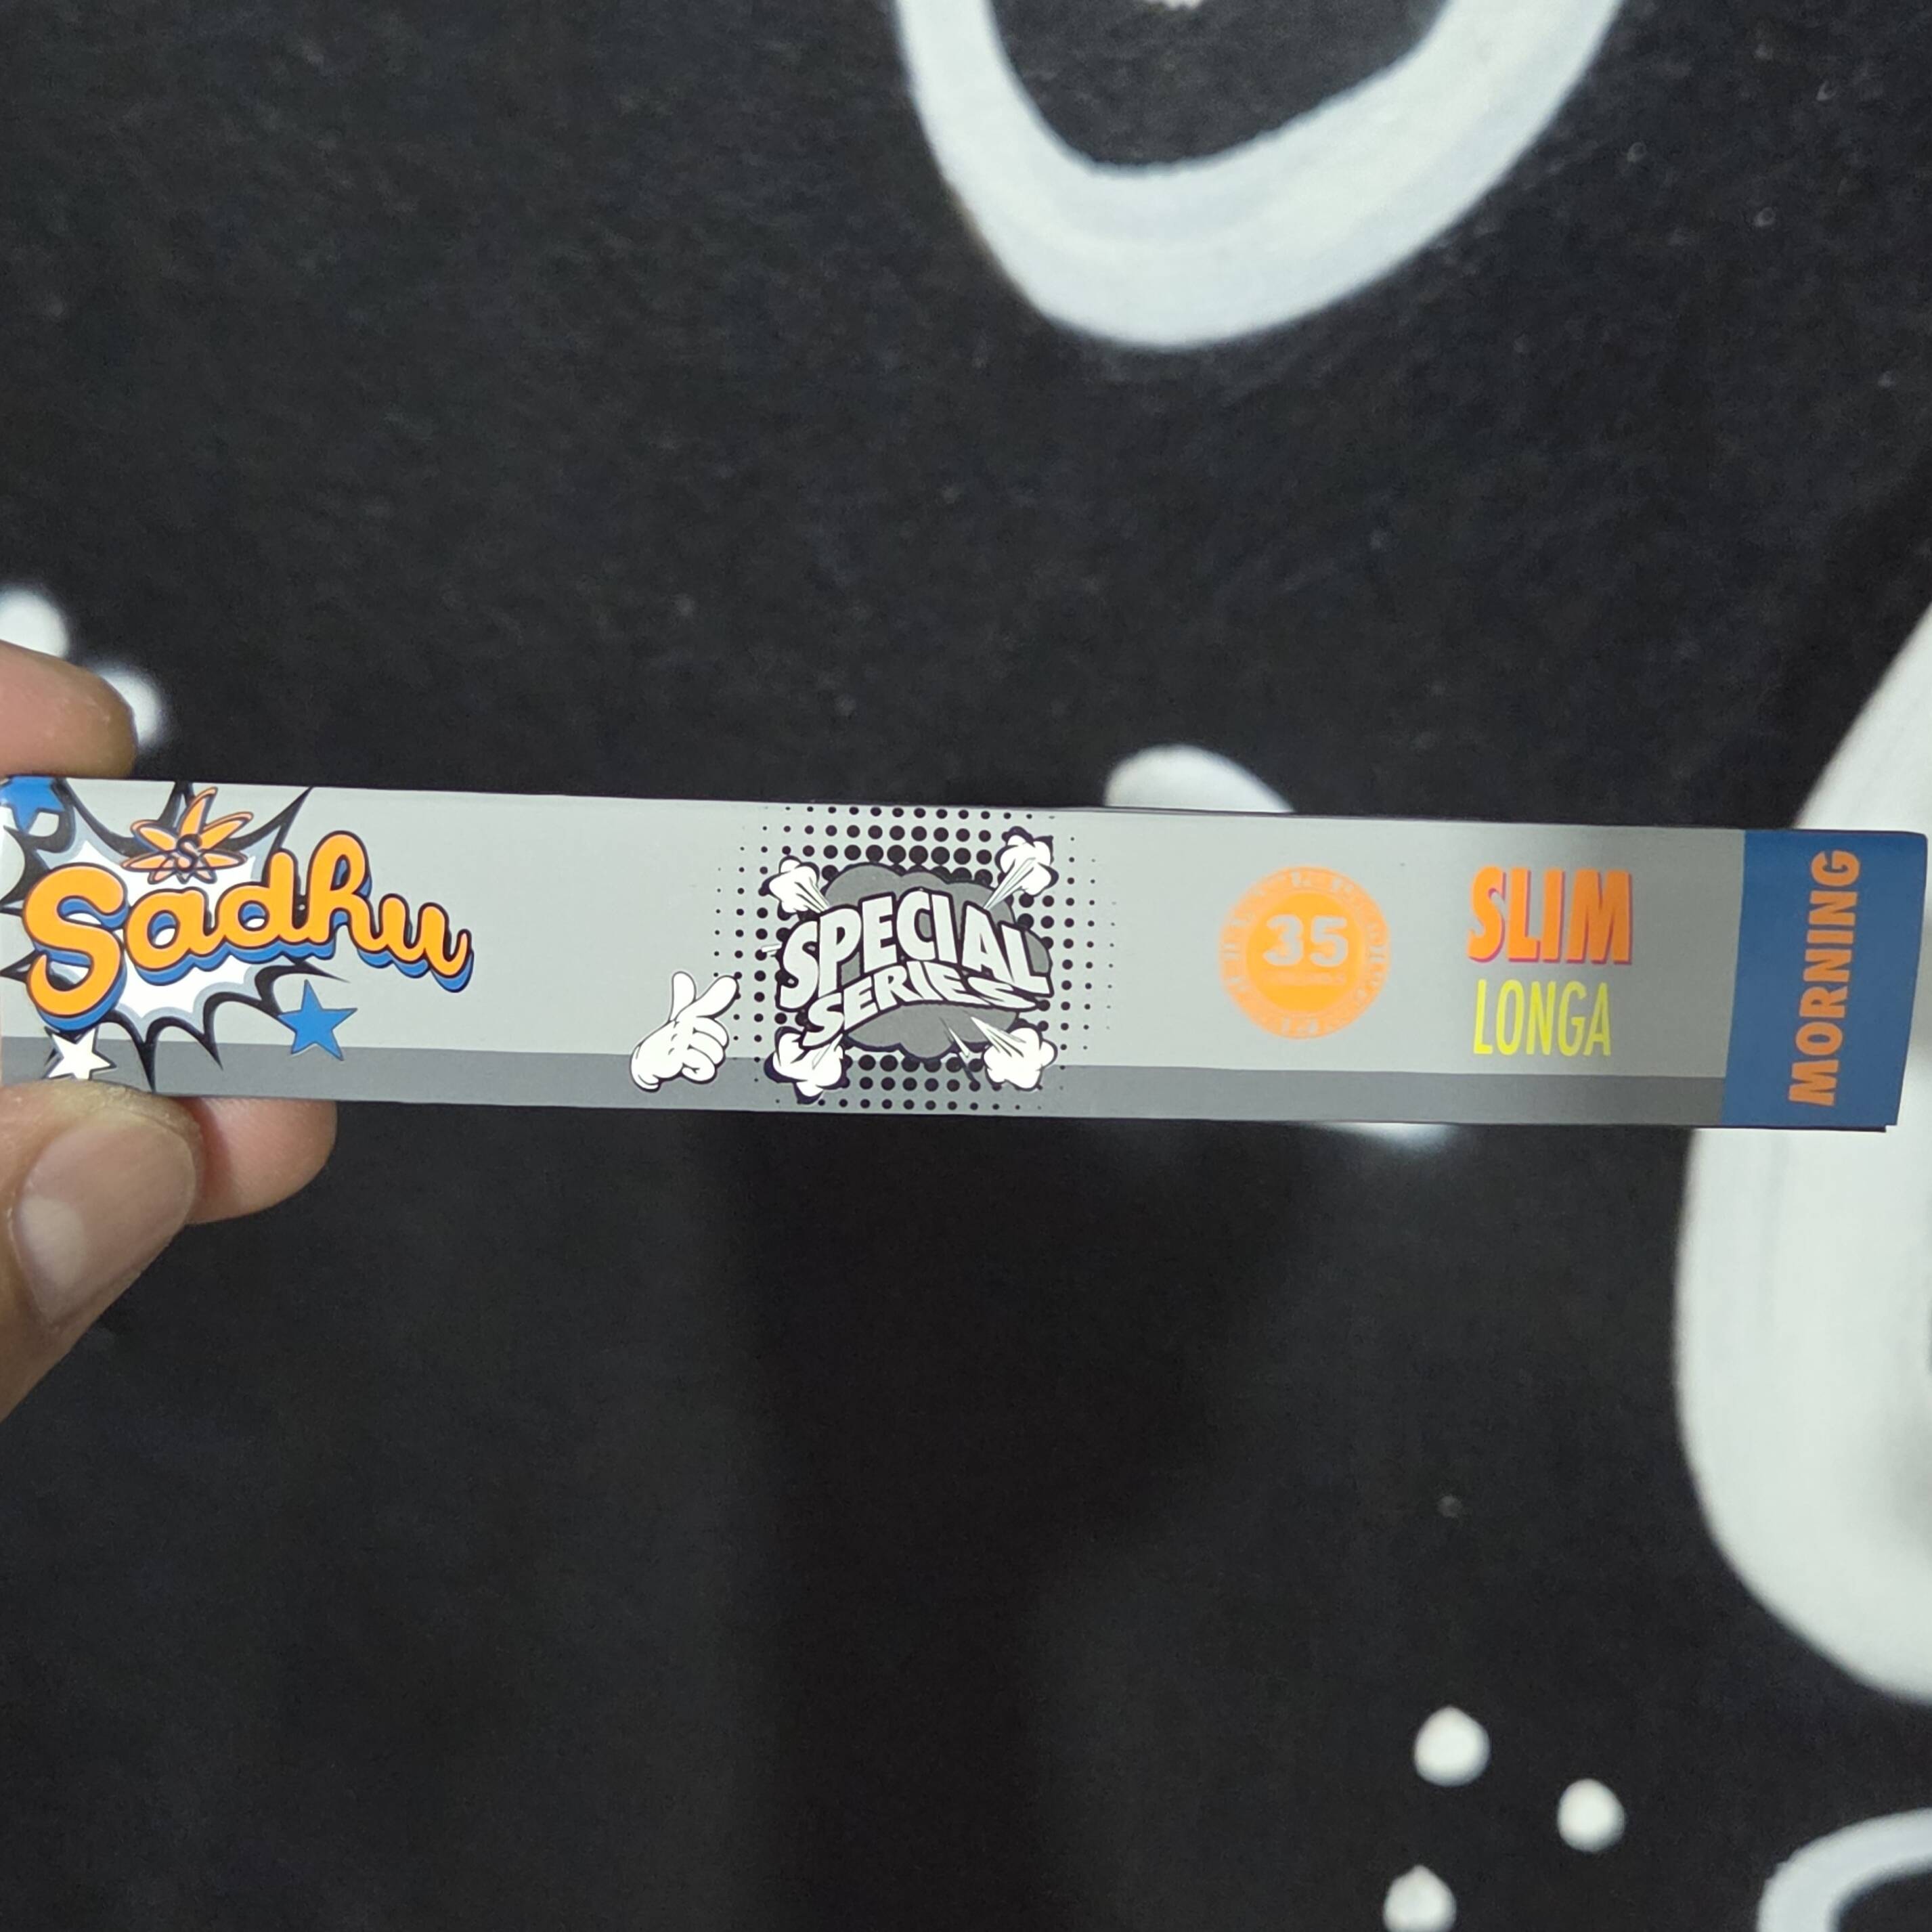 S
Sadhu
SPECIAL
SERIES
35
SLIM
LONGA
MORNING